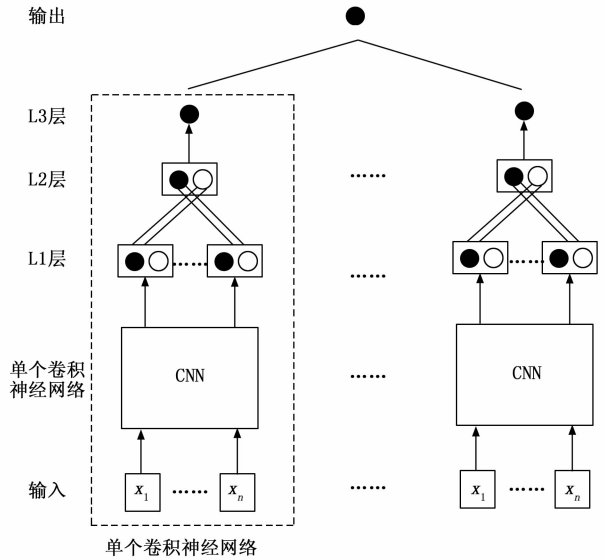 输出
L3层
L2层
……
L1层
……
……
……
单个卷积
神经网络
CNN
……
CNN
输入
x1
……
xn
……
x1
……
xn
单个卷积神经网络